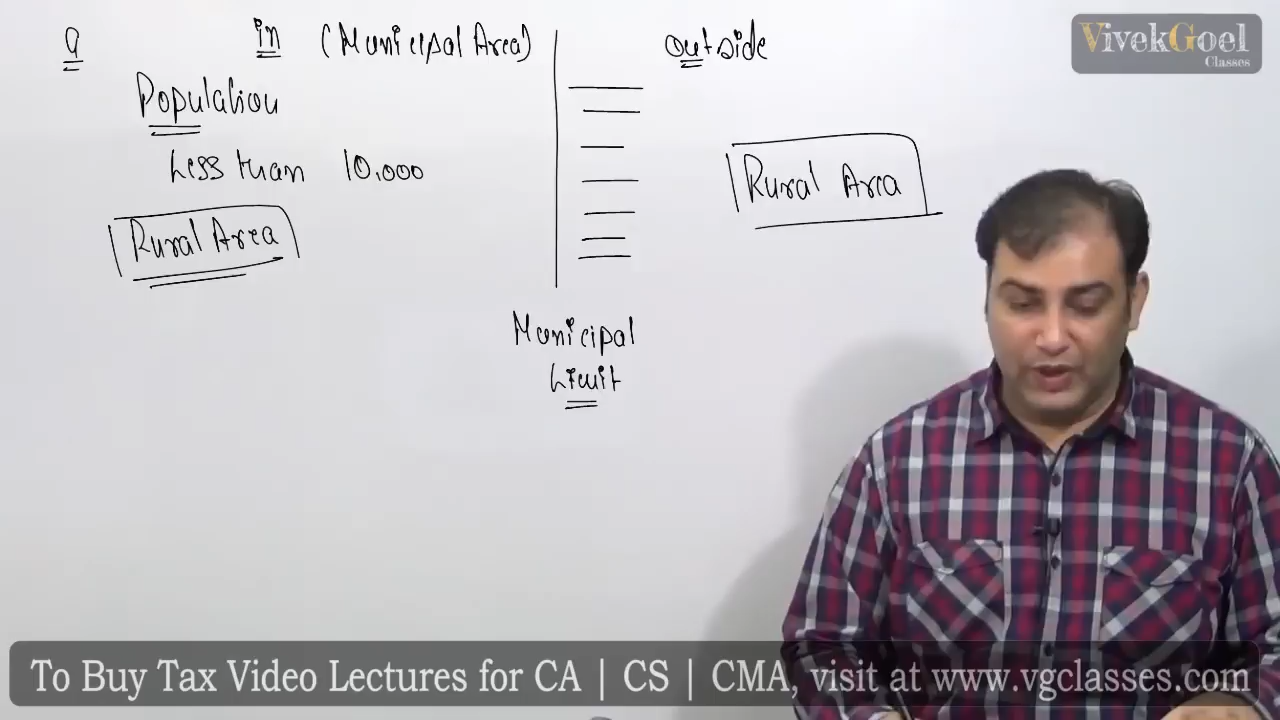 a
in (Municipal Area)
outside
Population
Less than 10,000
Rural Area
Rural Area
Municipal
Limit
VivekGoel
Classes
To Buy Tax Video Lectures for CA | CS | CMA, visit at www.vgclasses.com